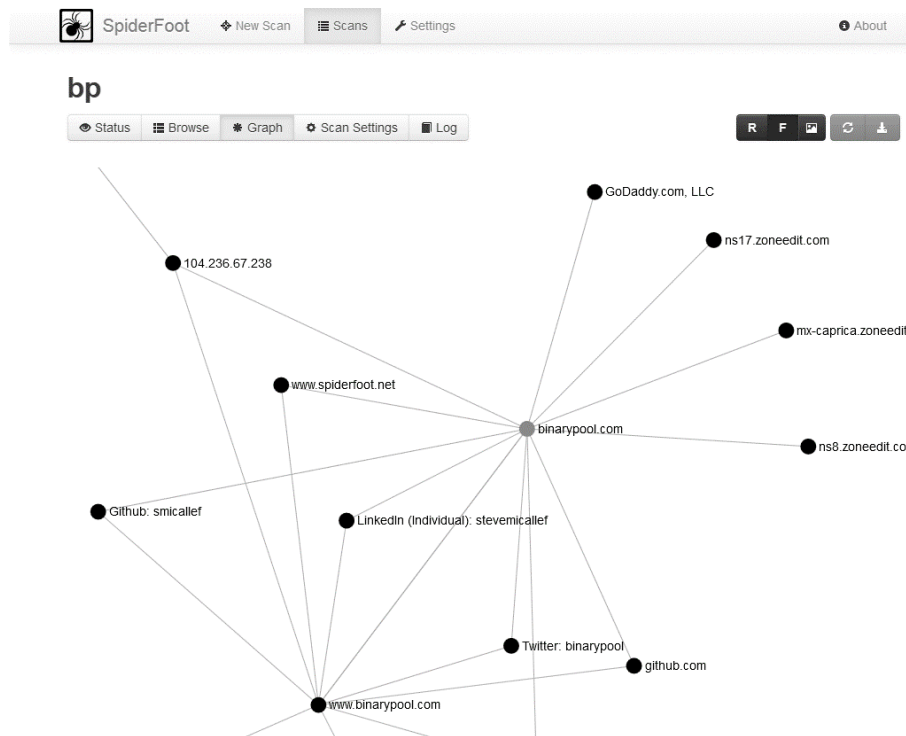 SpiderFoot New Scan Scans Settings About
bp
Status Browse Graph Scan Settings Log R F
GoDaddy.com, LLC
ns17.zoneedit.com
104.236.67.238
mx-caprica.zoneedit
www.spiderfoot.net
binarypool.com
ns8.zoneedit.co
Github: smicallef
LinkedIn (Individual): stevemicallef
Twitter: binarypool
github.com
www.binarypool.com